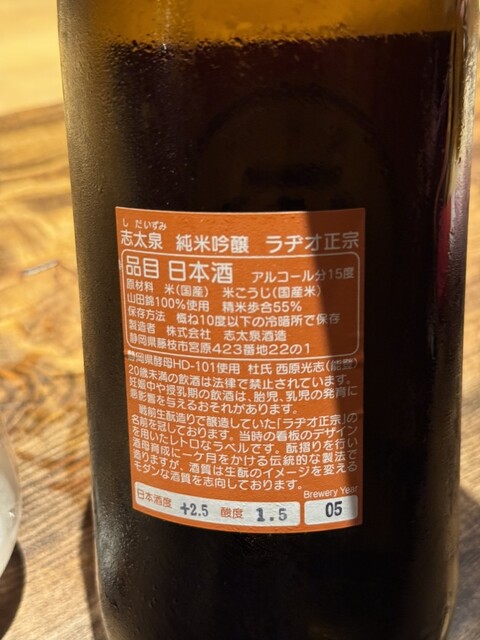 しだいずみ
志太泉 純米吟醸 ラヂオ正宗
品目 日本酒 アルコール分15度
原材料 米(国産) 米こうじ(国産米)
山田錦100%使用 精米歩合55%
保存方法 概ね10度以下の冷暗所で保存
製造者 株式会社 志太泉酒造
静岡県藤枝市宮原423番地22の1
静岡県酵母HD-101使用 杜氏 西原光志(能登)
20歳未満の飲酒は法律で禁止されています。
妊娠中や授乳期の飲酒は、胎児、乳児の発育に
悪影響を与えるおそれがあります。
戦前生酛造りで醸造していた「ラヂオ正宗」の
名前を冠しております。当時の看板のデザイン
を用いたレトロなラベルです。酛摺りを行い
酒母育成に一ケ月をかける伝統的な製法で
造りますが、酒質は生酛のイメージを変える
モダンな酒質を志向しております。
Brewery Year
日本酒度 +2.5 酸度 1.5 05